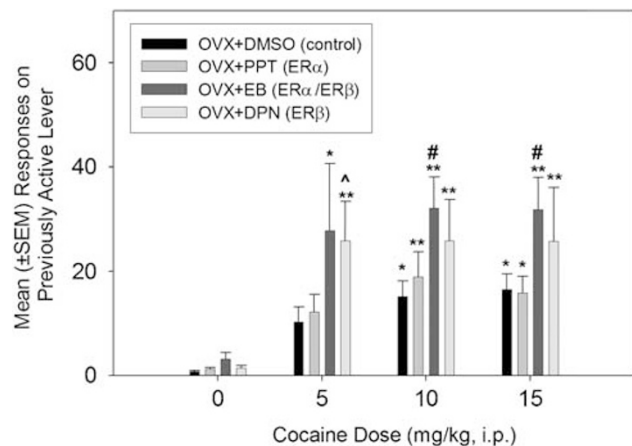 Mean (±SEM) Responses on
Previously Active Lever
60
40
20
0
OVX+DMSO (control)
OVX+PPT (ERα)
OVX+EB (ERα/ERβ)
OVX+DPN (ERβ)
*
^
**
*
**
#
**
**
*
*
#
**
**
0 5 10 15
Cocaine Dose (mg/kg, i.p.)